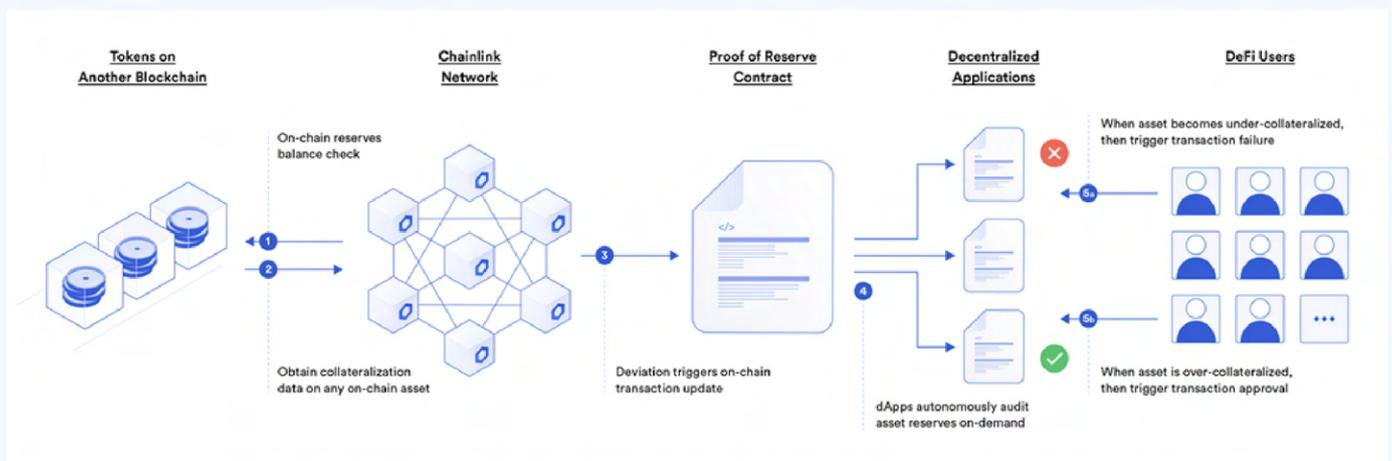 Tokens on
Another Blockchain
Chainlink
Network
Proof of Reserve
Contract
Decentralized
Applications
DeFi Users
On-chain reserves
balance check
1
2
Obtain collateralization
data on any on-chain asset
3
Deviation triggers on-chain
transaction update
</>
4
dApps autonomously audit
asset reserves on-demand
When asset becomes under-collateralized,
then trigger transaction failure
5a
5b
When asset is over-collateralized,
then trigger transaction approval